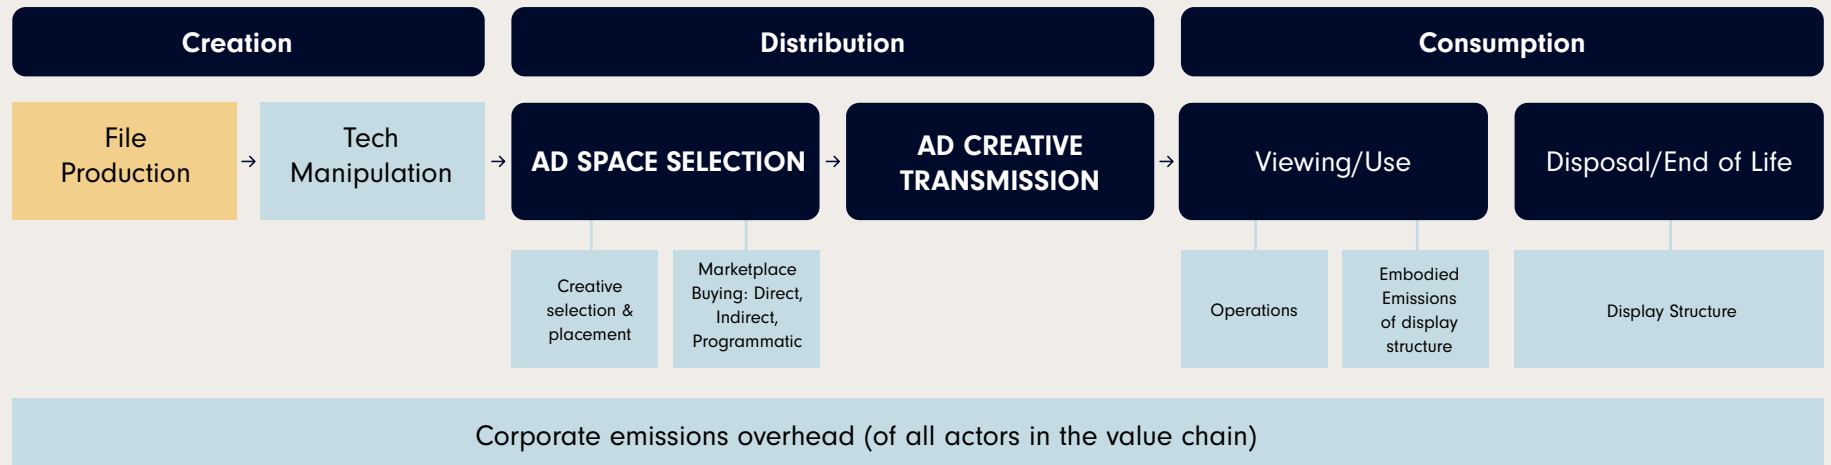 Creation
Distribution
Consumption
File
Production
Tech
Manipulation
AD SPACE SELECTION
AD CREATIVE
TRANSMISSION
Viewing/Use
Disposal/End of Life
Creative
selection &
placement
Marketplace
Buying: Direct,
Indirect,
Programmatic
Operations
Embodied
Emissions
of display
structure
Display Structure
Corporate emissions overhead (of all actors in the value chain)